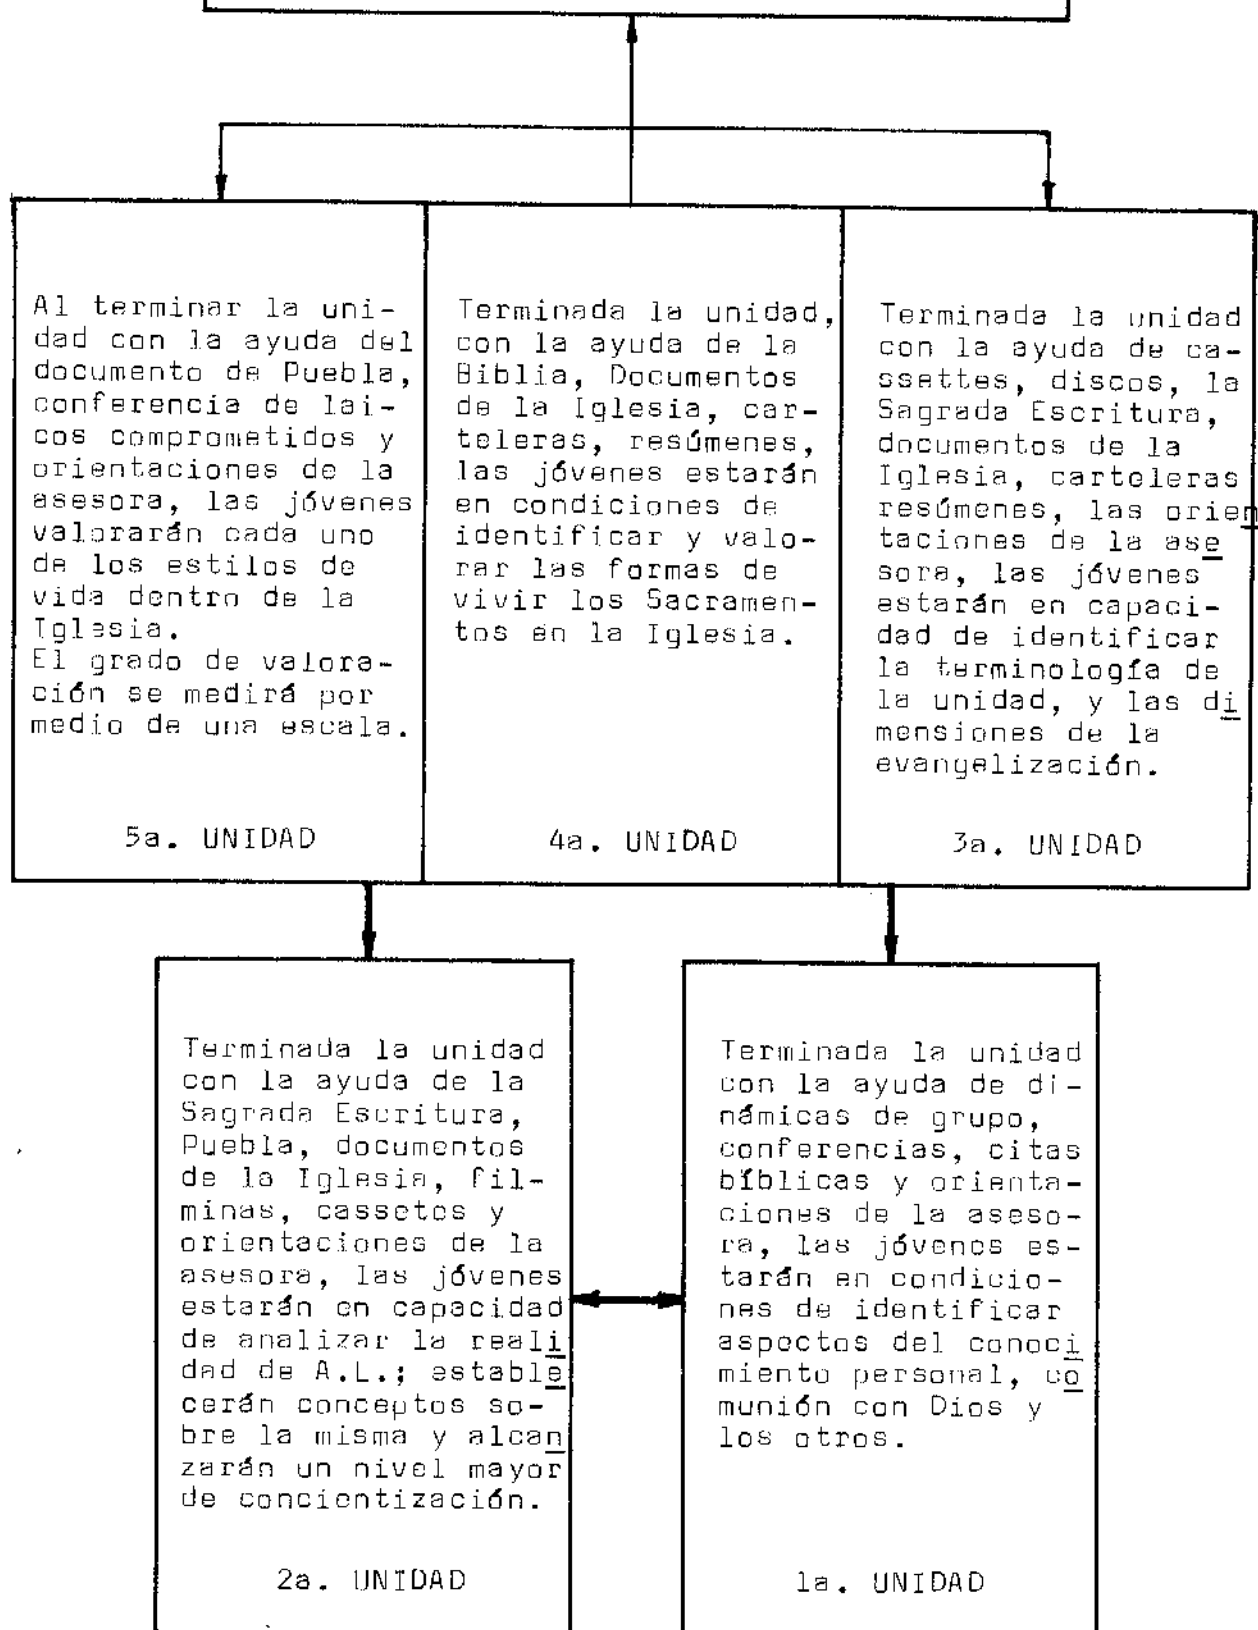 Al terminar la uni-
dad con la ayuda del
documento de Puebla,
conferencia de lai-
cos comprometidos y
orientaciones de la
asesora, las jóvenes
valorarán cada uno
de los estilos de
vida dentro de la
Iglesia.
El grado de valora-
ción se medirá por
medio de una escala.
5a. UNIDAD
Terminada la unidad,
con la ayuda de la
Biblia, Documentos
de la Iglesia, car-
teleras, resúmenes,
las jóvenes estarán
en condiciones de
identificar y valo-
rar las formas de
vivir los Sacramen-
tos en la Iglesia.
4a. UNIDAD
Terminada la unidad
con la ayuda de ca-
ssettes, discos, la
Sagrada Escritura,
documentos de la
Iglesia, carteleras
resúmenes, las orien
taciones de la ase
sora, las jóvenes
estarán en capaci-
dad de identificar
la terminología de
la unidad, y las di
mensiones de la
evangelización.
3a. UNIDAD
Terminada la unidad
con la ayuda de la
Sagrada Escritura,
Puebla, documentos
de la Iglesia, fil-
minas, cassetes y
orientaciones de la
asesora, las jóvenes
estarán en capacidad
de analizar la reali
dad de A.L.; estable
cerán conceptos so-
bre la misma y alcan
zarán un nivel mayor
de concientización.
2a. UNIDAD
Terminada la unidad
con la ayuda de di-
námicas de grupo,
conferencias, citas
bíblicas y orienta-
ciones de la aseso-
ra, las jóvenes es-
tarán en condicio-
nes de identificar
aspectos del conoci
miento personal, co
munión con Dios y
los otros.
1a. UNIDAD